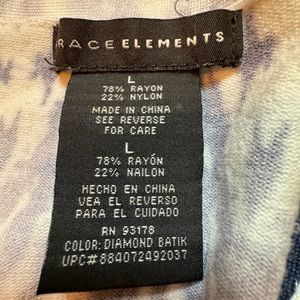 RACE ELEMENTS
L
78% RAYON
22% NYLON
MADE IN CHINA
SEE REVERSE
FOR CARE
L
78% RAYÓN
22% NAILON
HECHO EN CHINA
VEA EL REVERSO
PARA EL CUIDADO
RN 93178
COLOR: DIAMOND BATIK
UPC# 884072492037